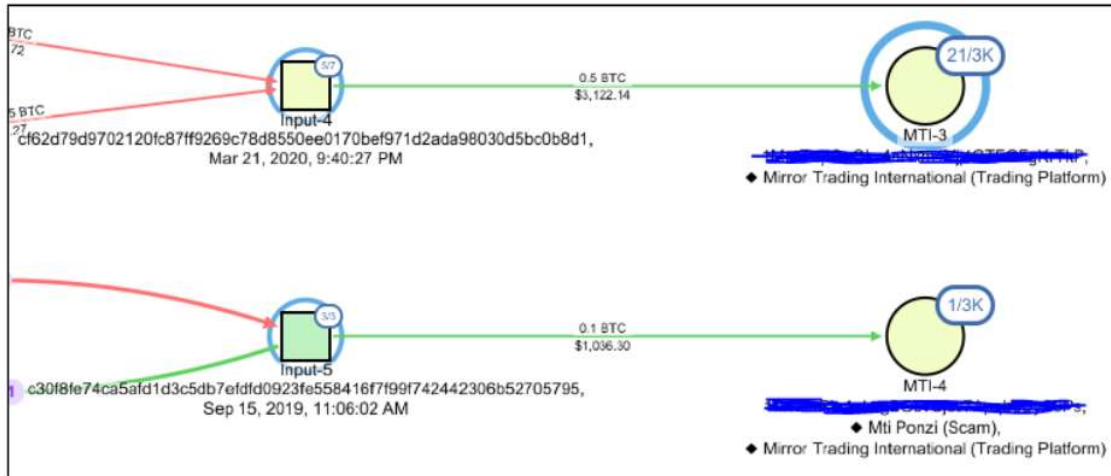 BTC
72
5/7
0.5 BTC
$3,122.14
21/3K
5 BTC
27
Input-4
MTI-3
cf62d79d9702120fc87ff9269c78d8550ee0170bef971d2ada98030d5bc0b8d1,
Mar 21, 2020, 9:40:27 PM
◆ Mirror Trading International (Trading Platform)
3/3
0.1 BTC
$1,036.30
1/3K
Input-5
MTI-4
c30f8fe74ca5afd1d3c5db7efdfd0923fe558416f7f99f742442306b52705795,
Sep 15, 2019, 11:06:02 AM
◆ Mti Ponzi (Scam),
◆ Mirror Trading International (Trading Platform)